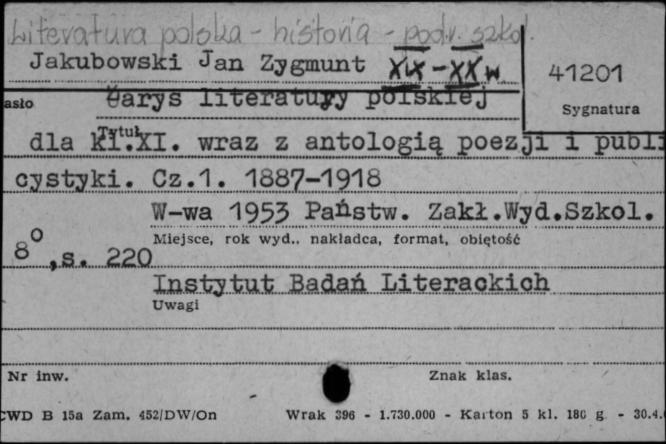 Literatura polska - historia - podr. szkol.
Jakubowski Jan Zygmunt XIX-XX w
41201
asło
Zarys literatury polskiej
Sygnatura
Tytuł
dla kl.XI. wraz z antologią poezji i publi
cystyki. Cz.1. 1887-1918
W-wa 1953 Państw. Zakł.Wyd.Szkol.
Miejsce, rok wyd., nakładca, format, objętość
8º,s. 220
Instytut Badań Literackich
Uwagi
Nr inw.
Znak klas.
CWD B 15a Zam. 452/DW/On
Wrak 396 - 1.730.000 - Karton 5 kl. 180 g - 30.4.